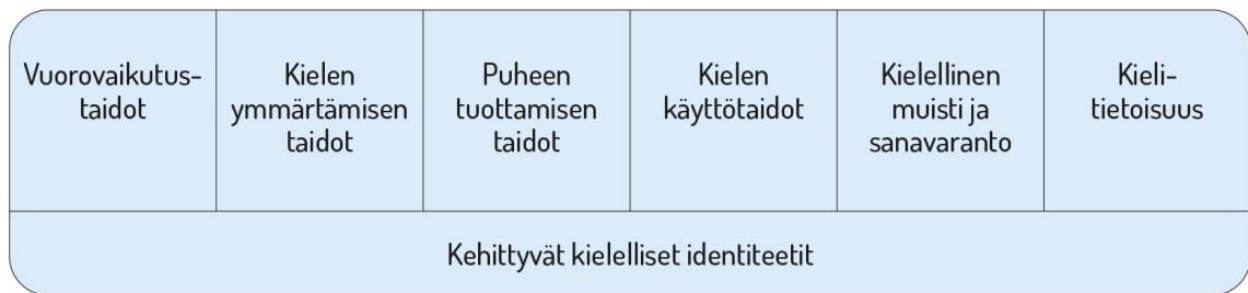 Vuorovaikutus-
taidot
Kielen
ymmärtämisen
taidot
Puheen
tuottamisen
taidot
Kielen
käyttötaidot
Kielellinen
muisti ja
sanavaranto
Kieli-
tietoisuus
Kehittyvät kielelliset identiteetit